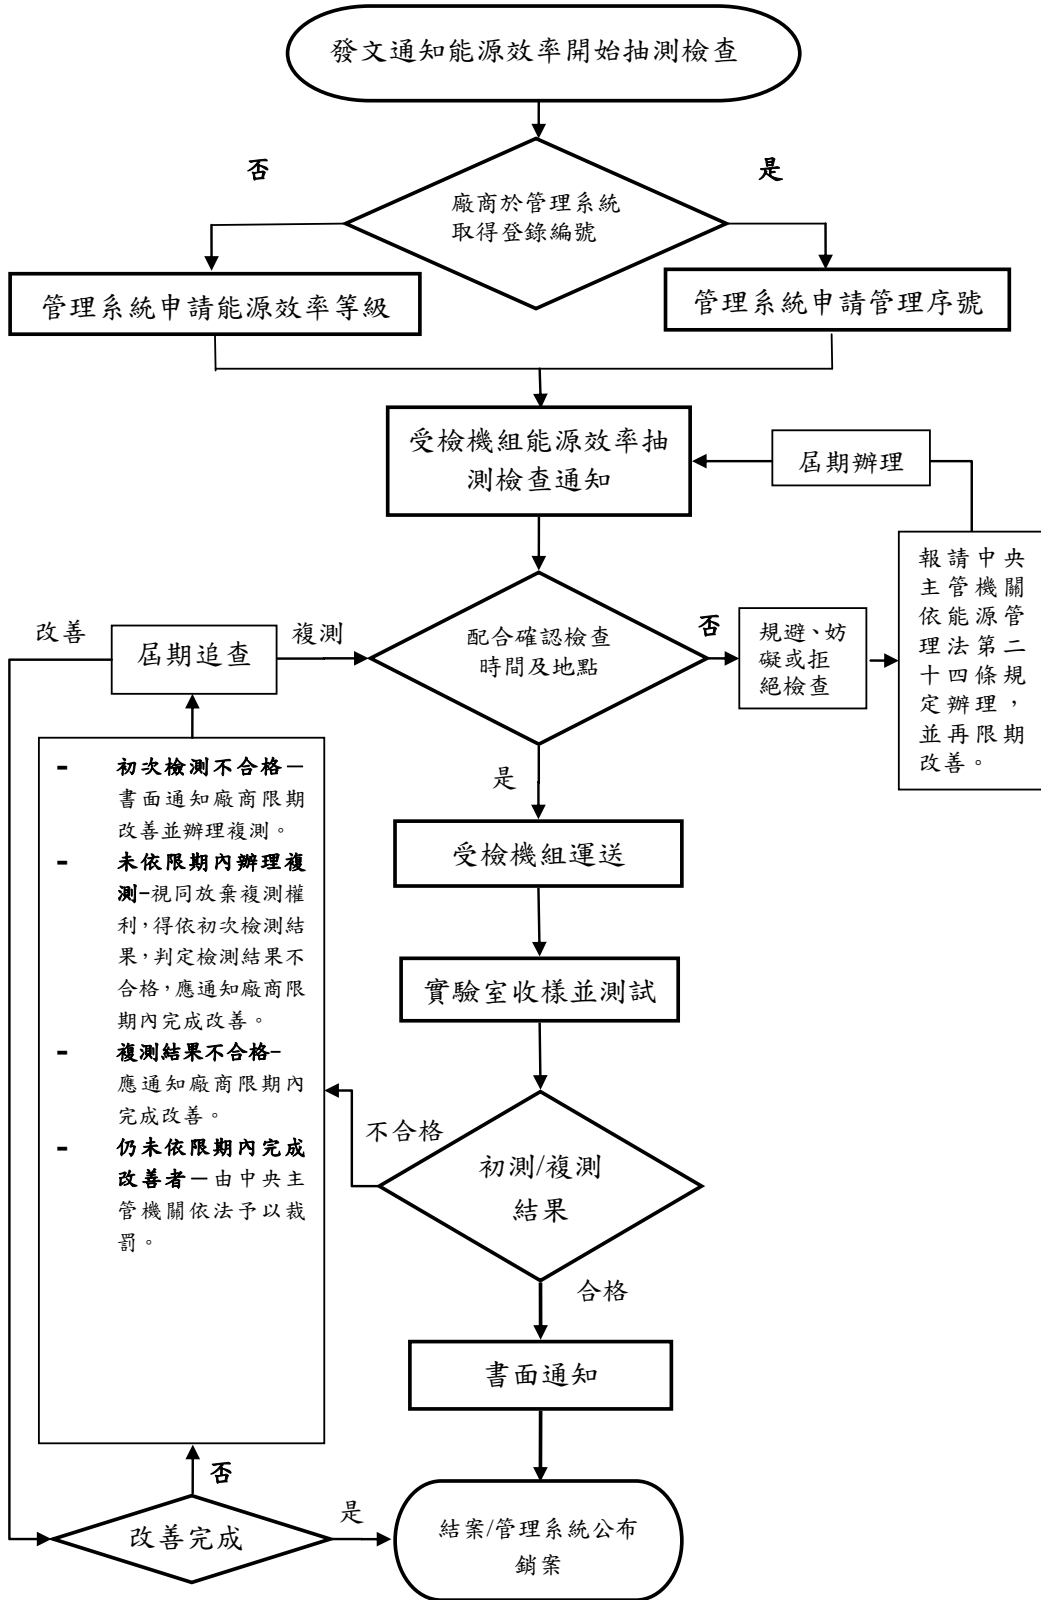 發文通知能源效率開始抽測檢查
否
是
廠商於管理系統
取得登錄編號
管理系統申請能源效率等級
管理系統申請管理序號
受檢機組能源效率抽
測檢查通知
屆期辦理
報請中央
主管機關
依能源管
理法第二
十四條規
定辦理，
並再限期
改善。
改善
屆期追查
複測
配合確認檢查
時間及地點
否
規避、妨
礙或拒
絕檢查
是
- 初次檢測不合格－
書面通知廠商限期
改善並辦理複測。
- 未依限期內辦理複
測-視同放棄複測權
利，得依初次檢測結
果，判定檢測結果不
合格，應通知廠商限
期內完成改善。
- 複測結果不合格-
應通知廠商限期內
完成改善。
- 仍未依限期內完成
改善者－由中央主
管機關依法予以裁
罰。
受檢機組運送
實驗室收樣並測試
不合格
初測/複測
結果
合格
書面通知
否
改善完成
是
結案/管理系統公布
銷案